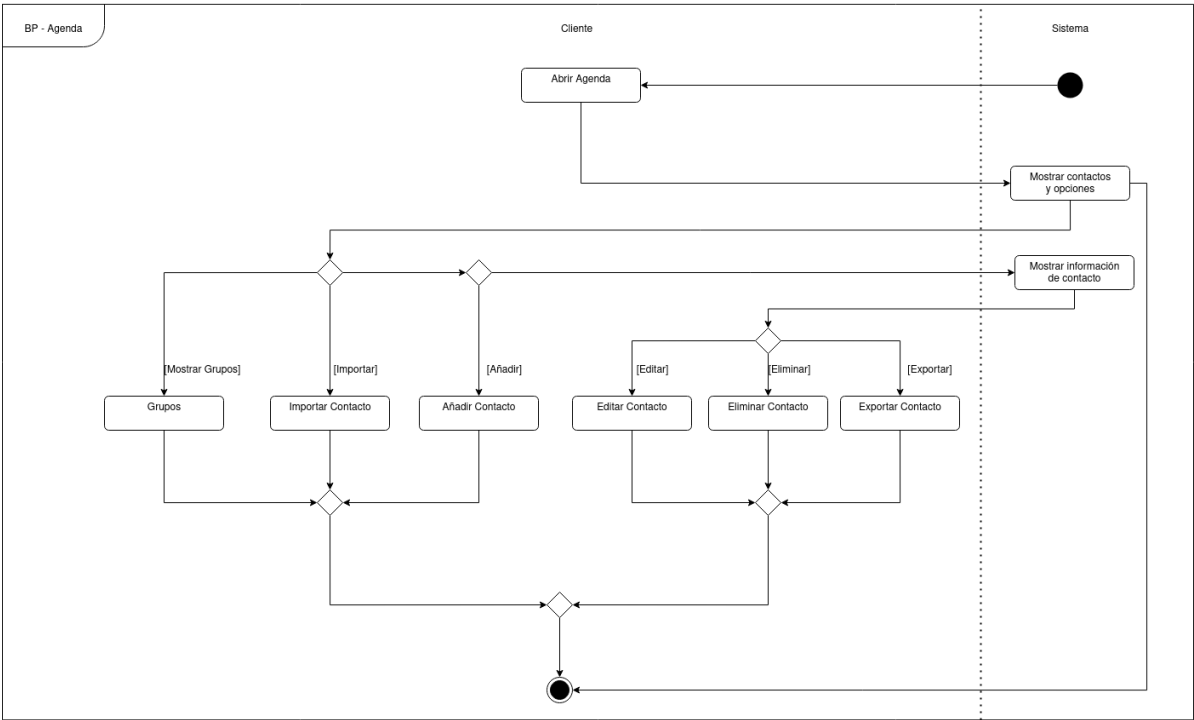 BP - Agenda
Cliente
Sistema
Abrir Agenda
Mostrar contactos
y opciones
Mostrar información
de contacto
[Mostrar Grupos]
[Importar]
[Añadir]
[Editar]
[Eliminar]
[Exportar]
Grupos
Importar Contacto
Añadir Contacto
Editar Contacto
Eliminar Contacto
Exportar Contacto